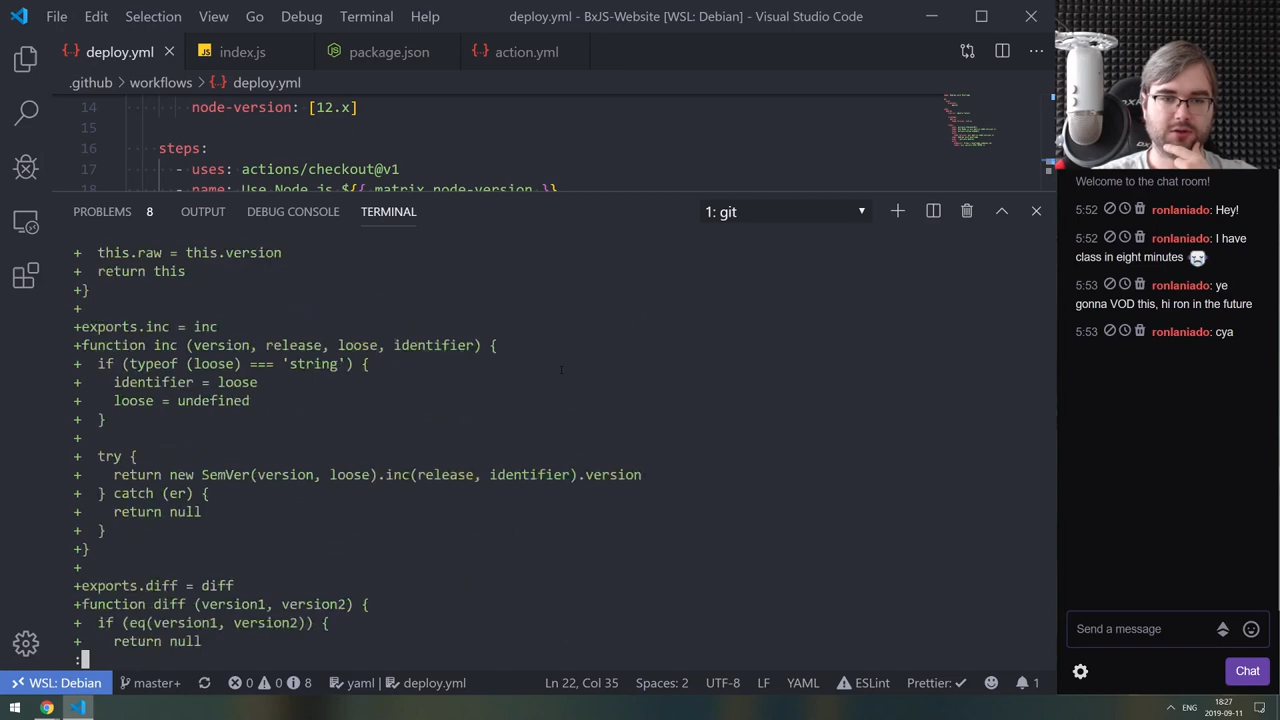 File Edit Selection View Go Debug Terminal Help deploy.yml - BxJS-Website [WSL: Debian] - Visual Studio Code
deploy.yml index.js package.json action.yml
.github › workflows › deploy.yml
14 node-version: [12.x]
15
16 steps:
17 - uses: actions/checkout@v1
18 - name: Use Node.js ${{ matrix.node-version }}
PROBLEMS 8 OUTPUT DEBUG CONSOLE TERMINAL 1: git
+  this.raw = this.version
+  return this
+}
+
+exports.inc = inc
+function inc (version, release, loose, identifier) {
+  if (typeof (loose) === 'string') {
+    identifier = loose
+    loose = undefined
+  }
+
+  try {
+    return new SemVer(version, loose).inc(release, identifier).version
+  } catch (er) {
+    return null
+  }
+}
+
+exports.diff = diff
+function diff (version1, version2) {
+  if (eq(version1, version2)) {
+    return null
:
WSL: Debian master+ 0 0 8 yaml | deploy.yml Ln 22, Col 35 Spaces: 2 UTF-8 LF YAML ESLint Prettier: 1
Welcome to the chat room!
5:52 ronlaniado: Hey!
5:52 ronlaniado: I have
class in eight minutes
5:53 ronlaniado: ye
gonna VOD this, hi ron in the future
5:53 ronlaniado: cya
Send a message
Chat
ENG 18:27
2019-09-11